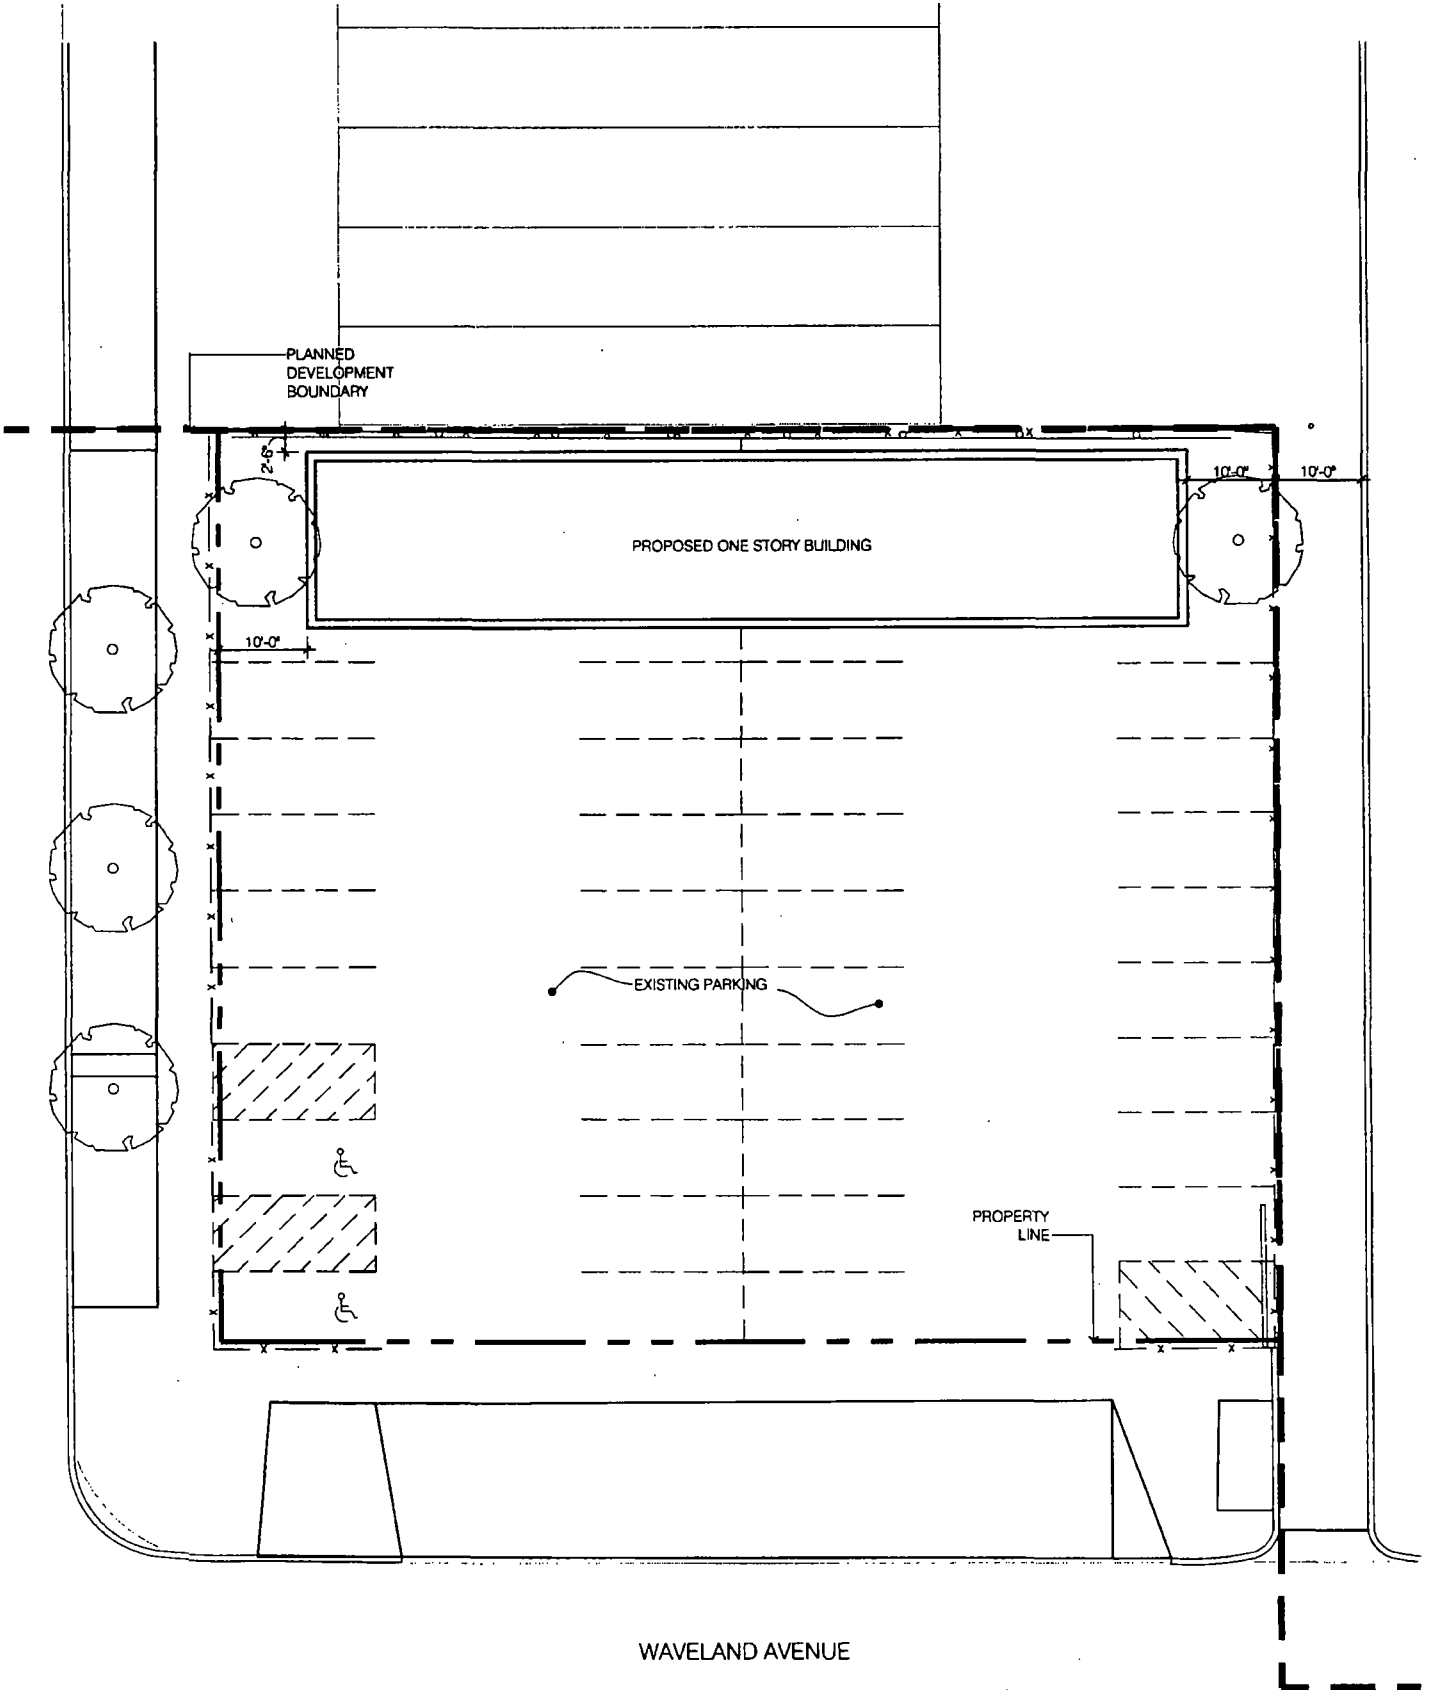 PLANNED
DEVELOPMENT
BOUNDARY
2'-6"
10'-0" 10'-0"
PROPOSED ONE STORY BUILDING
10'-0"
EXISTING PARKING
PROPERTY
LINE
WAVELAND AVENUE